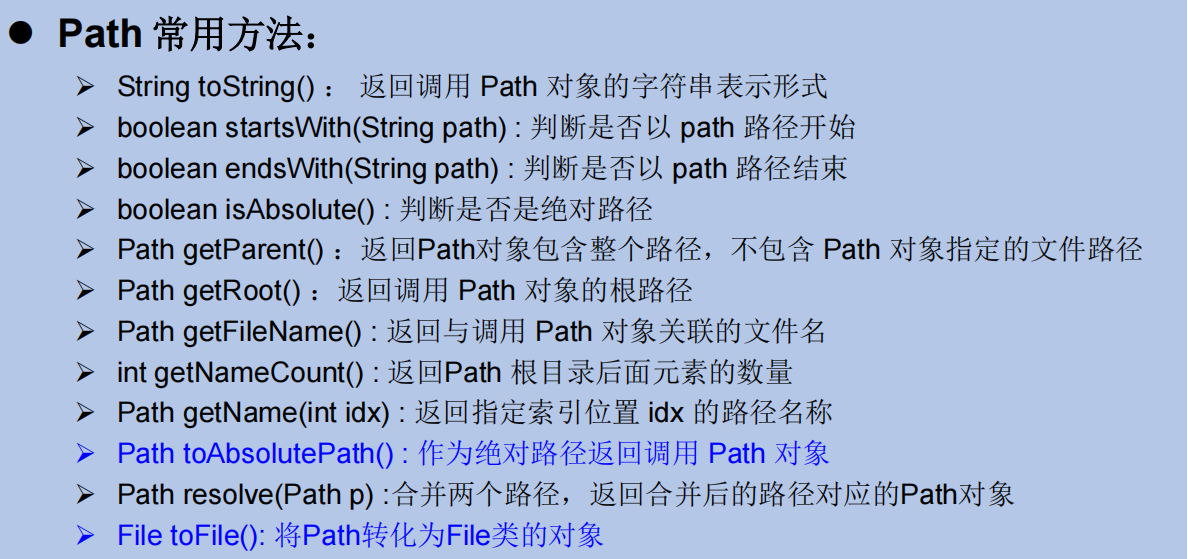 ● Path 常用方法：
➢ String toString() ： 返回调用 Path 对象的字符串表示形式
➢ boolean startsWith(String path) : 判断是否以 path 路径开始
➢ boolean endsWith(String path) : 判断是否以 path 路径结束
➢ boolean isAbsolute() : 判断是否是绝对路径
➢ Path getParent() ：返回Path对象包含整个路径，不包含 Path 对象指定的文件路径
➢ Path getRoot() ：返回调用 Path 对象的根路径
➢ Path getFileName() : 返回与调用 Path 对象关联的文件名
➢ int getNameCount() : 返回Path 根目录后面元素的数量
➢ Path getName(int idx) : 返回指定索引位置 idx 的路径名称
➢ Path toAbsolutePath() : 作为绝对路径返回调用 Path 对象
➢ Path resolve(Path p) :合并两个路径，返回合并后的路径对应的Path对象
➢ File toFile(): 将Path转化为File类的对象